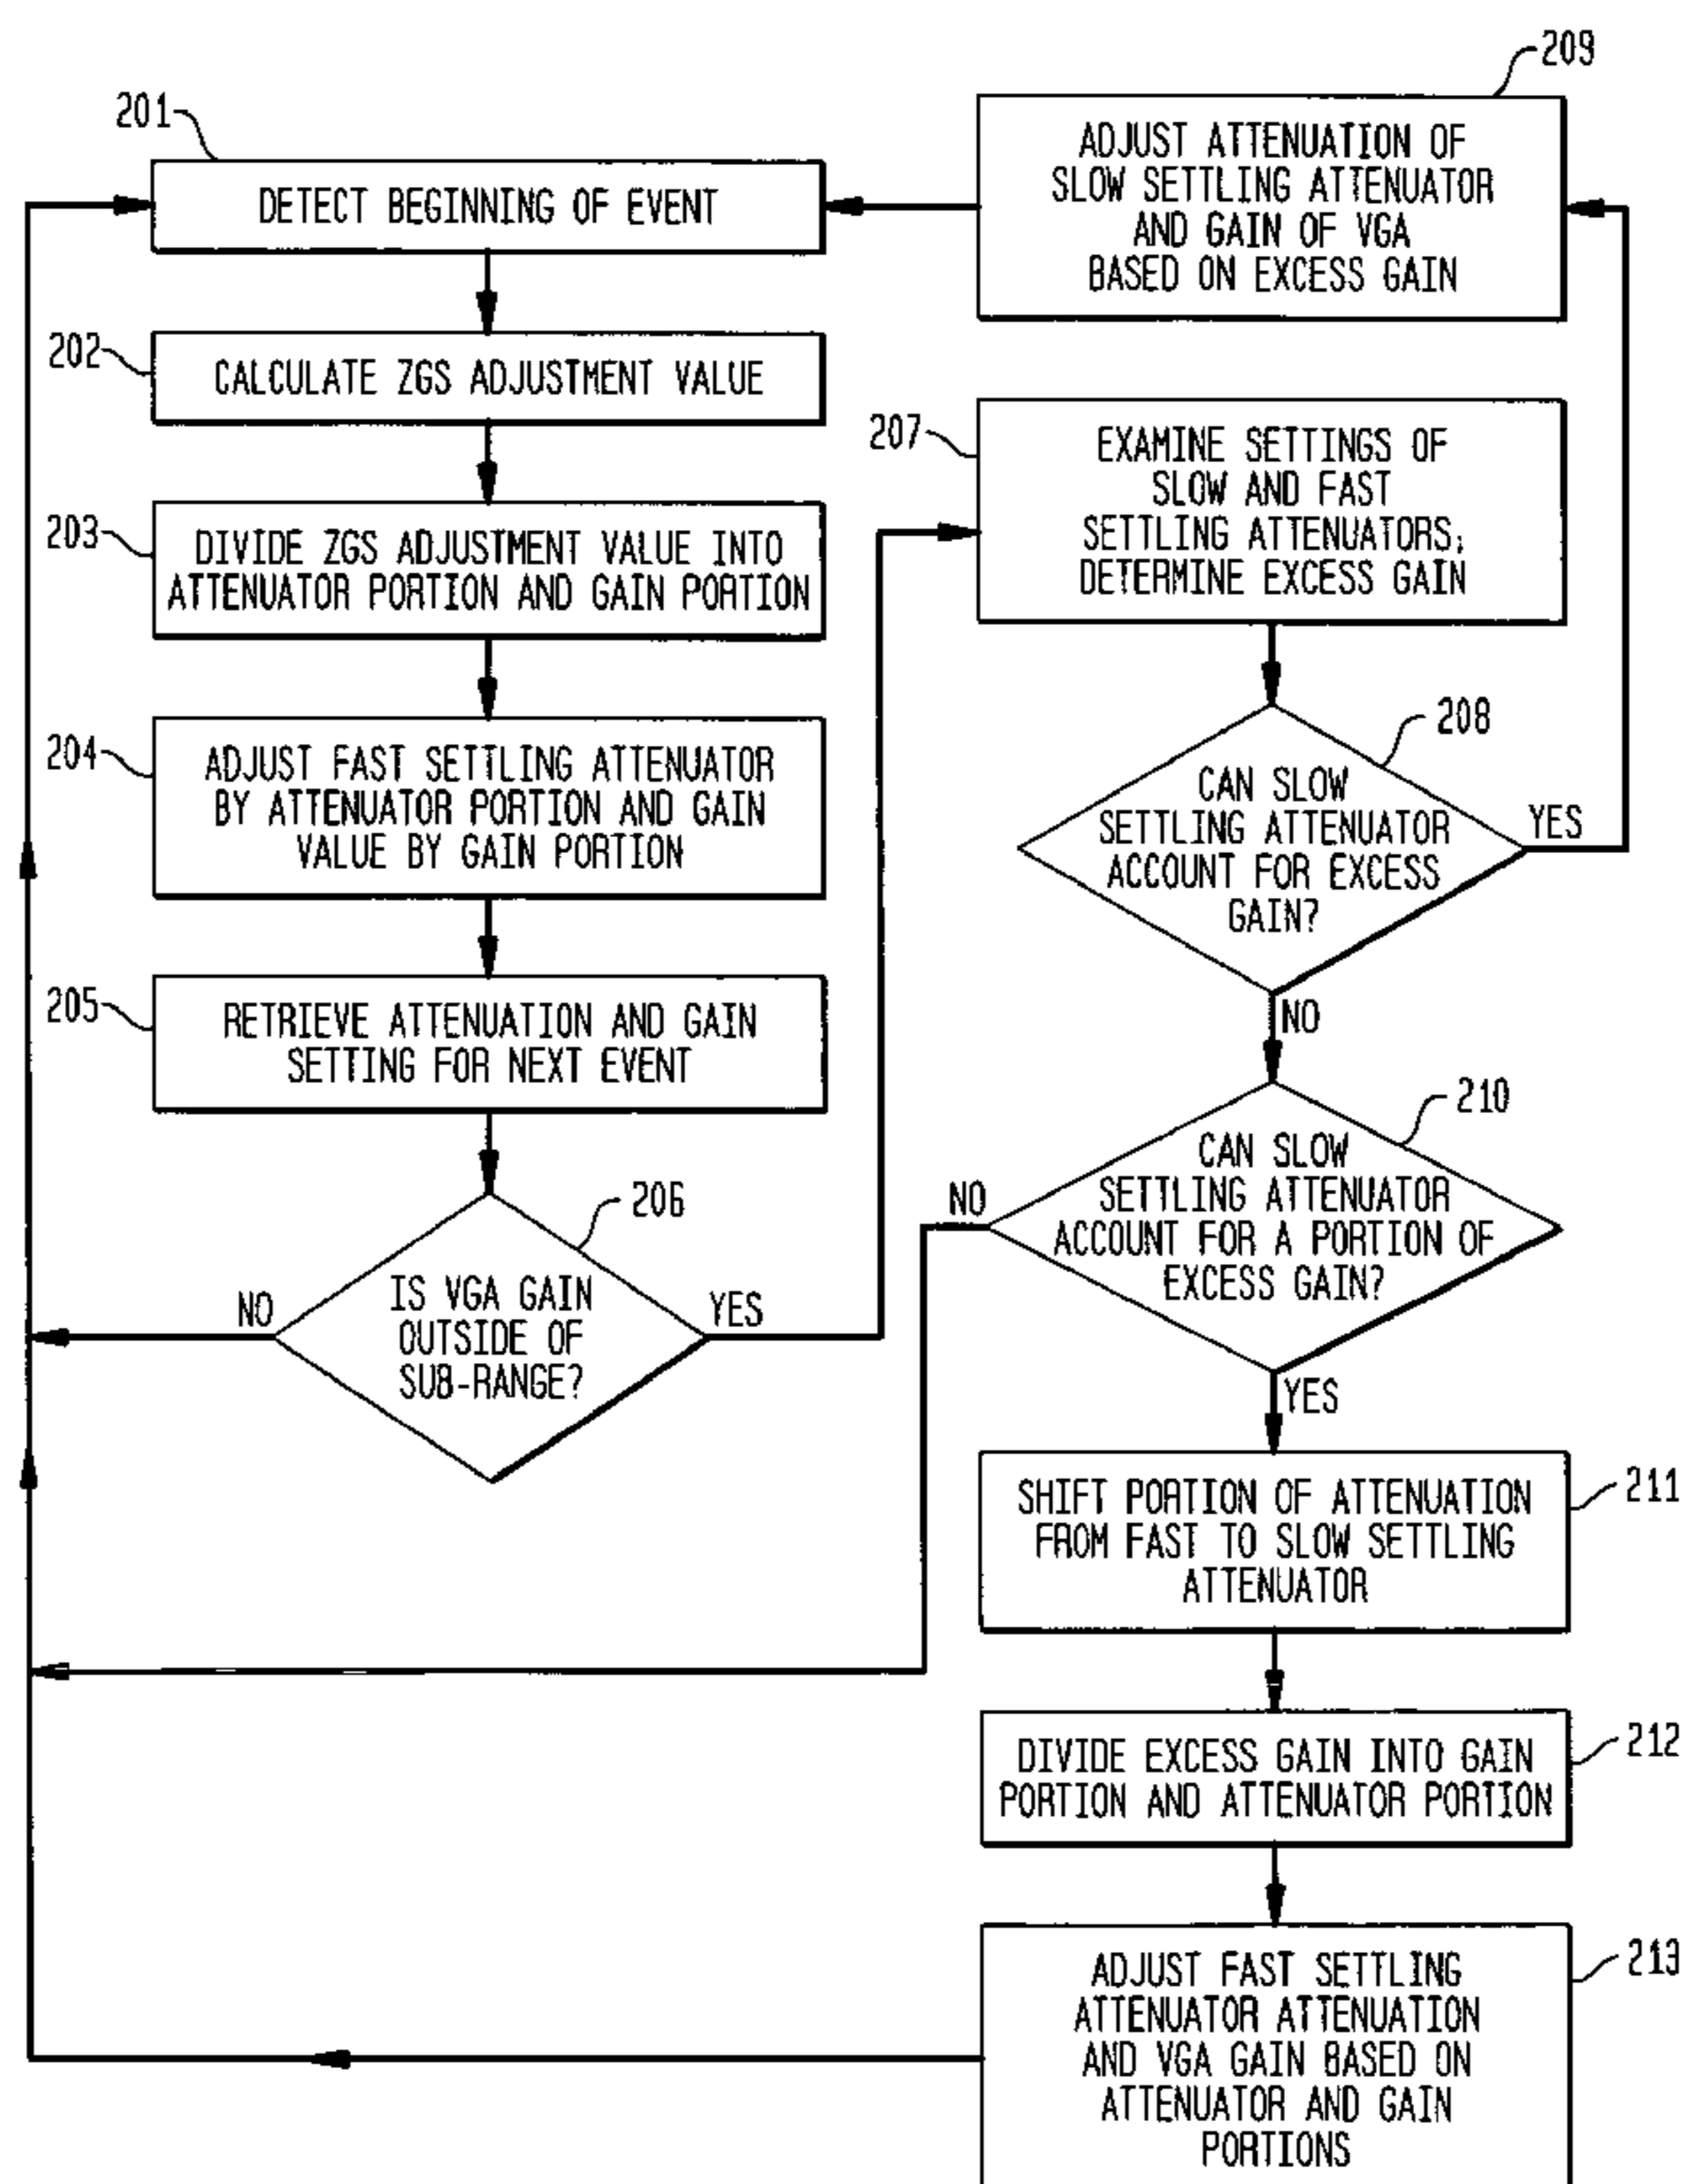 201
DETECT BEGINNING OF EVENT
202
CALCULATE ZGS ADJUSTMENT VALUE
203
DIVIDE ZGS ADJUSTMENT VALUE INTO
ATTENUATOR PORTION AND GAIN PORTION
204
ADJUST FAST SETTLING ATTENUATOR
BY ATTENUATOR PORTION AND GAIN
VALUE BY GAIN PORTION
205
RETRIEVE ATTENUATION AND GAIN
SETTING FOR NEXT EVENT
206
IS VGA GAIN
OUTSIDE OF
SUB-RANGE?
NO
YES
207
EXAMINE SETTINGS OF
SLOW AND FAST
SETTLING ATTENUATORS;
DETERMINE EXCESS GAIN
208
CAN SLOW
SETTLING ATTENUATOR
ACCOUNT FOR EXCESS
GAIN?
YES
NO
209
ADJUST ATTENUATION OF
SLOW SETTLING ATTENUATOR
AND GAIN OF VGA
BASED ON EXCESS GAIN
210
CAN SLOW
SETTLING ATTENUATOR
ACCOUNT FOR A PORTION OF
EXCESS GAIN?
NO
YES
211
SHIFT PORTION OF ATTENUATION
FROM FAST TO SLOW SETTLING
ATTENUATOR
212
DIVIDE EXCESS GAIN INTO GAIN
PORTION AND ATTENUATOR PORTION
213
ADJUST FAST SETTLING
ATTENUATOR ATTENUATION
AND VGA GAIN BASED ON
ATTENUATOR AND GAIN
PORTIONS